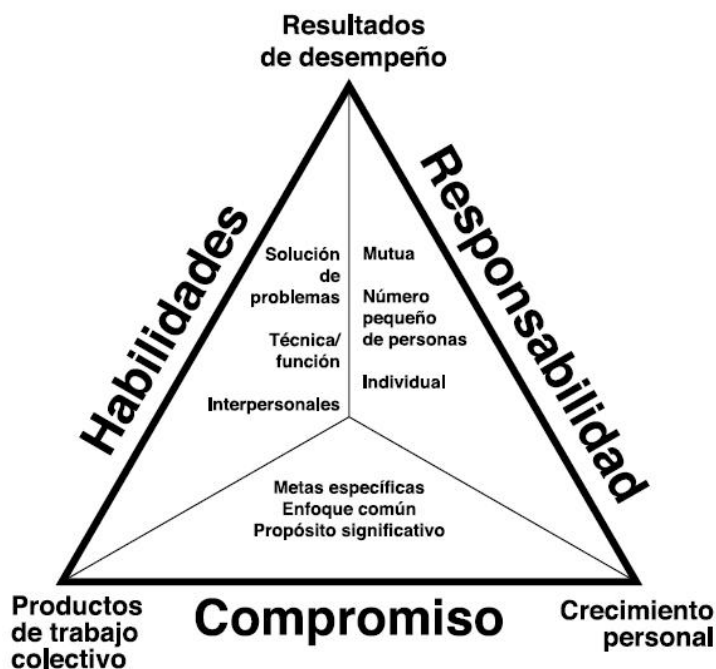 Resultados
de desempeño
Habilidades
Responsabilidad
Solución
de
problemas
Técnica/
función
Interpersonales
Mutua
Número
pequeño
de personas
Individual
Metas específicas
Enfoque común
Propósito significativo
Productos
de trabajo
colectivo
Compromiso
Crecimiento
personal